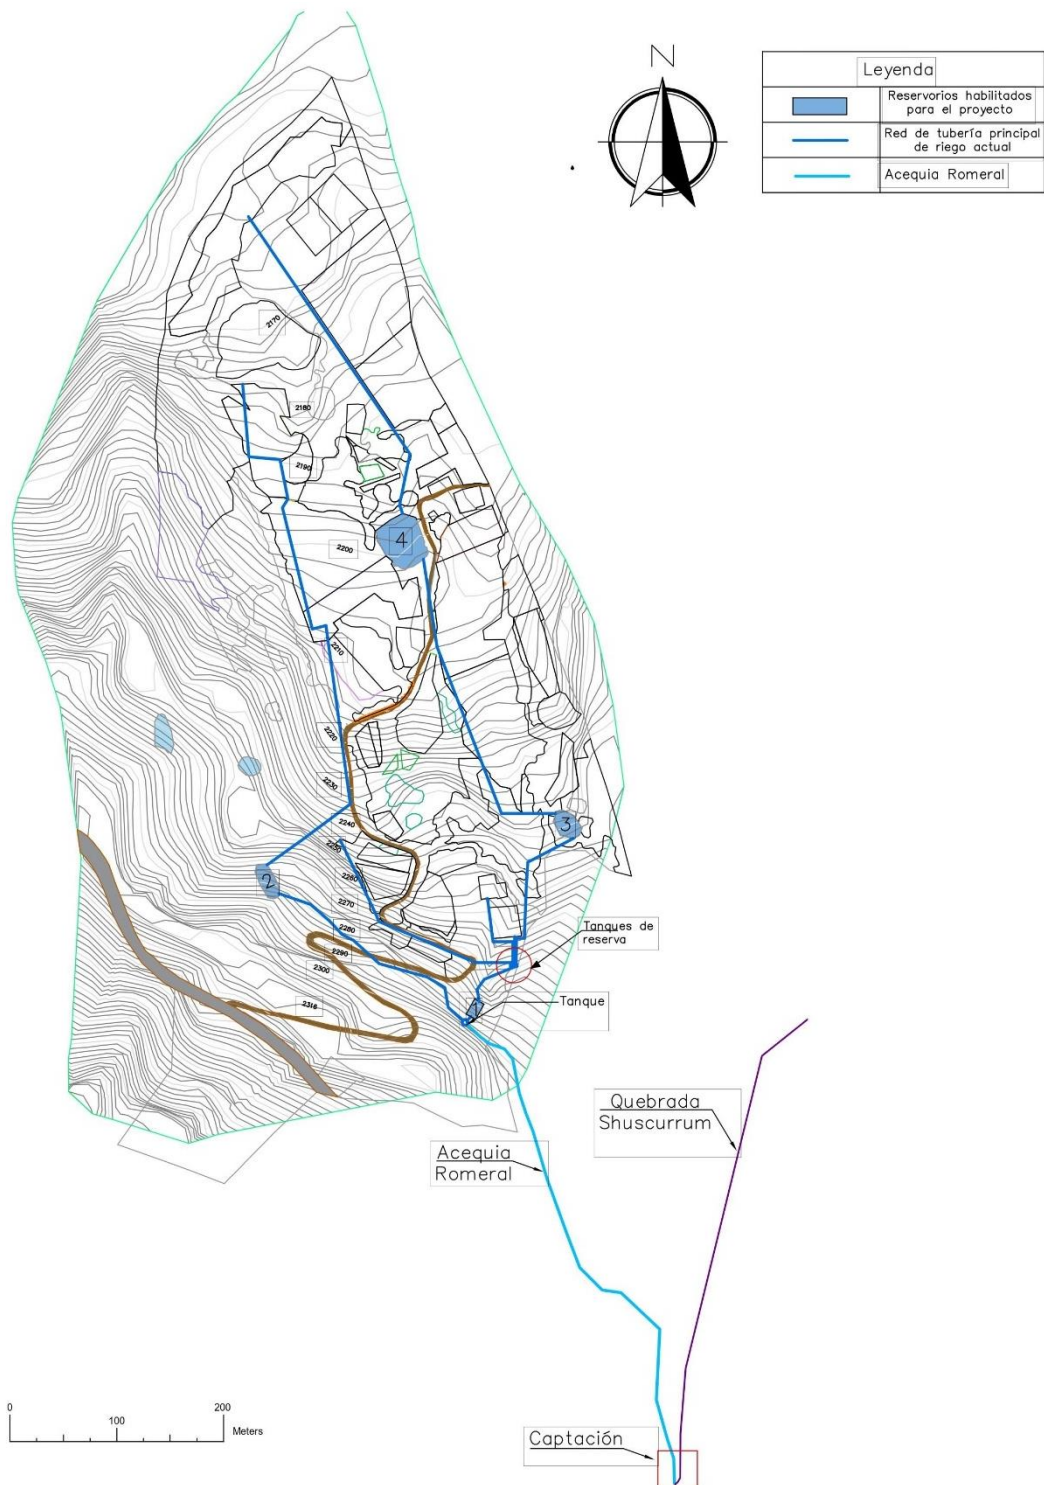 N
Leyenda
Reservorios habilitados
para el proyecto
Red de tubería principal
de riego actual
Acequia Romeral
2170
2180
2190
4
2200
2210
2220
2230
2240
3
2250
2260
2
2270
2280
2290
2300
2316
Tanques de
reserva
1
Tanque
Quebrada
Shuscurrum
Acequia
Romeral
0
100
200
Meters
Captación